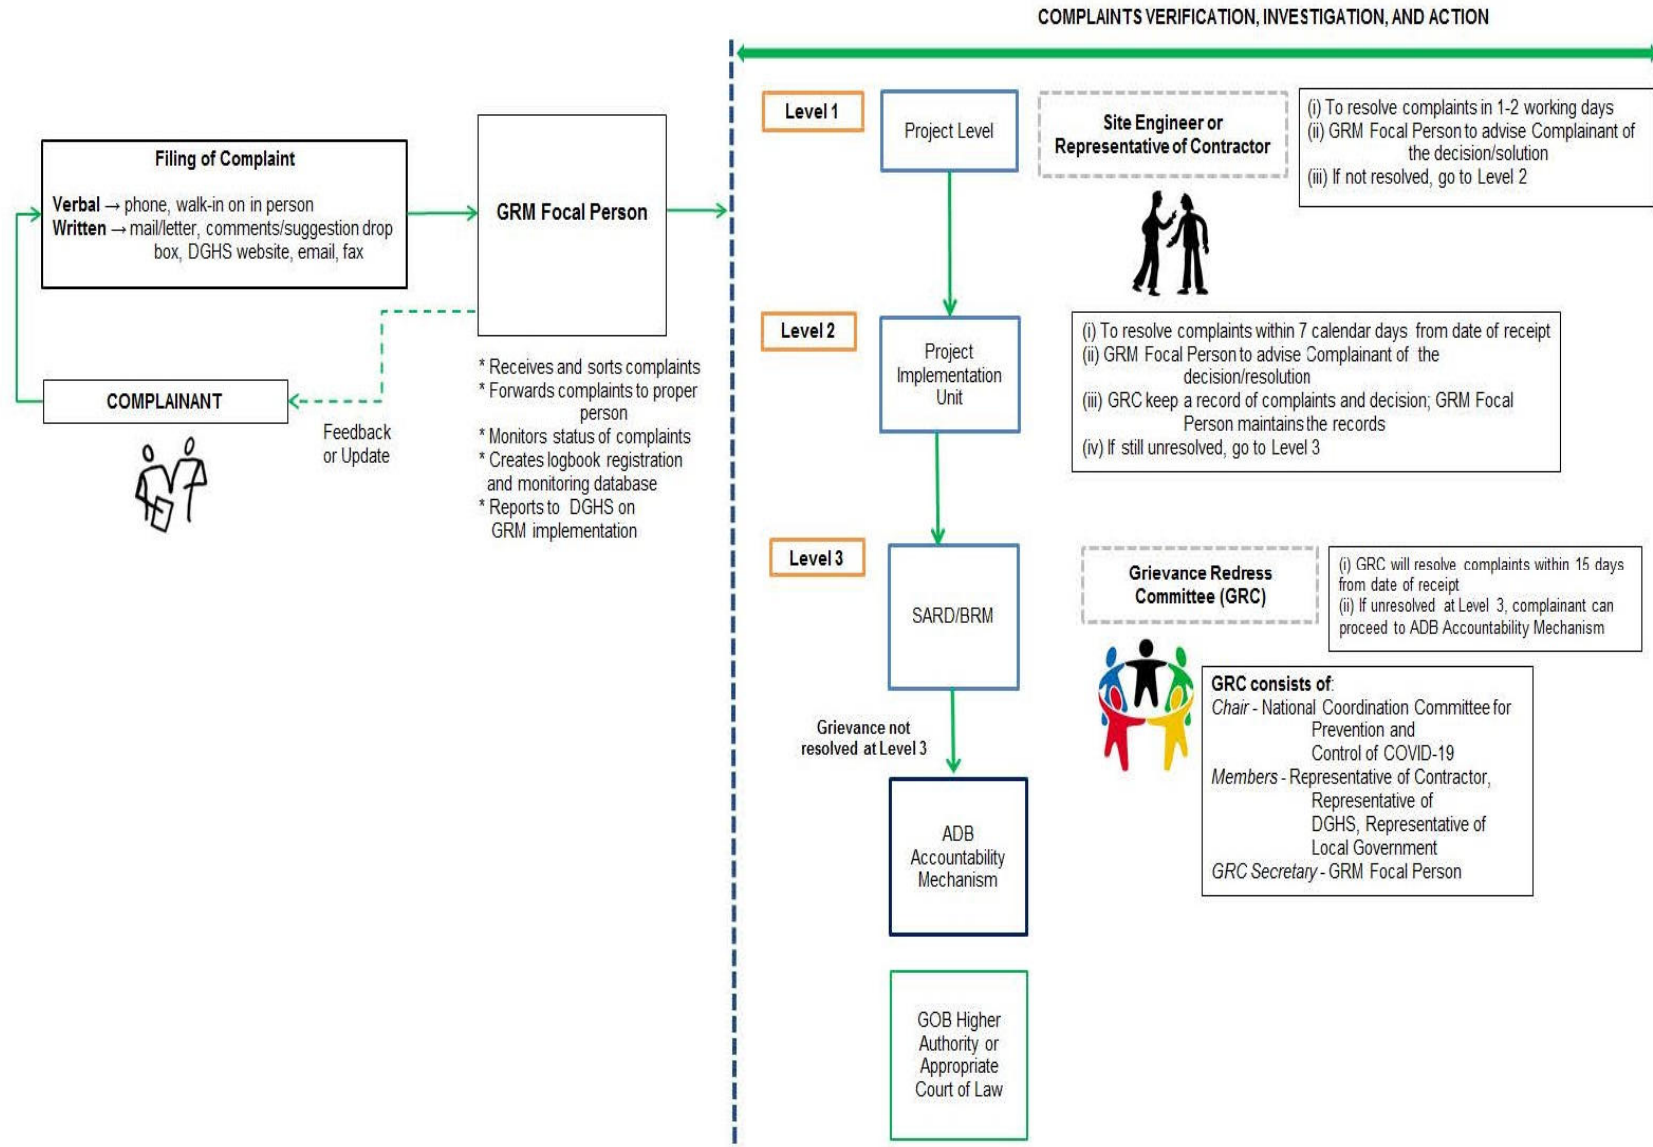 COMPLAINTS VERIFICATION, INVESTIGATION, AND ACTION
Filing of Complaint
Verbal → phone, walk-in on in person
Written → mail/letter, comments/suggestion drop
box, DGHS website, email, fax
COMPLAINANT
Feedback
or Update
GRM Focal Person
* Receives and sorts complaints
* Forwards complaints to proper
person
* Monitors status of complaints
* Creates logbook registration
and monitoring database
* Reports to DGHS on
GRM implementation
Level 1
Project Level
Site Engineer or
Representative of Contractor
(i) To resolve complaints in 1-2 working days
(ii) GRM Focal Person to advise Complainant of
the decision/solution
(iii) If not resolved, go to Level 2
Level 2
Project
Implementation
Unit
(i) To resolve complaints within 7 calendar days from date of receipt
(ii) GRM Focal Person to advise Complainant of the
decision/resolution
(iii) GRC keep a record of complaints and decision; GRM Focal
Person maintains the records
(iv) If still unresolved, go to Level 3
Level 3
SARD/BRM
Grievance Redress
Committee (GRC)
(i) GRC will resolve complaints within 15 days
from date of receipt
(ii) If unresolved at Level 3, complainant can
proceed to ADB Accountability Mechanism
GRC consists of:
Chair - National Coordination Committee for
Prevention and
Control of COVID-19
Members - Representative of Contractor,
Representative of
DGHS, Representative of
Local Government
GRC Secretary - GRM Focal Person
Grievance not
resolved at Level 3
ADB
Accountability
Mechanism
GOB Higher
Authority or
Appropriate
Court of Law